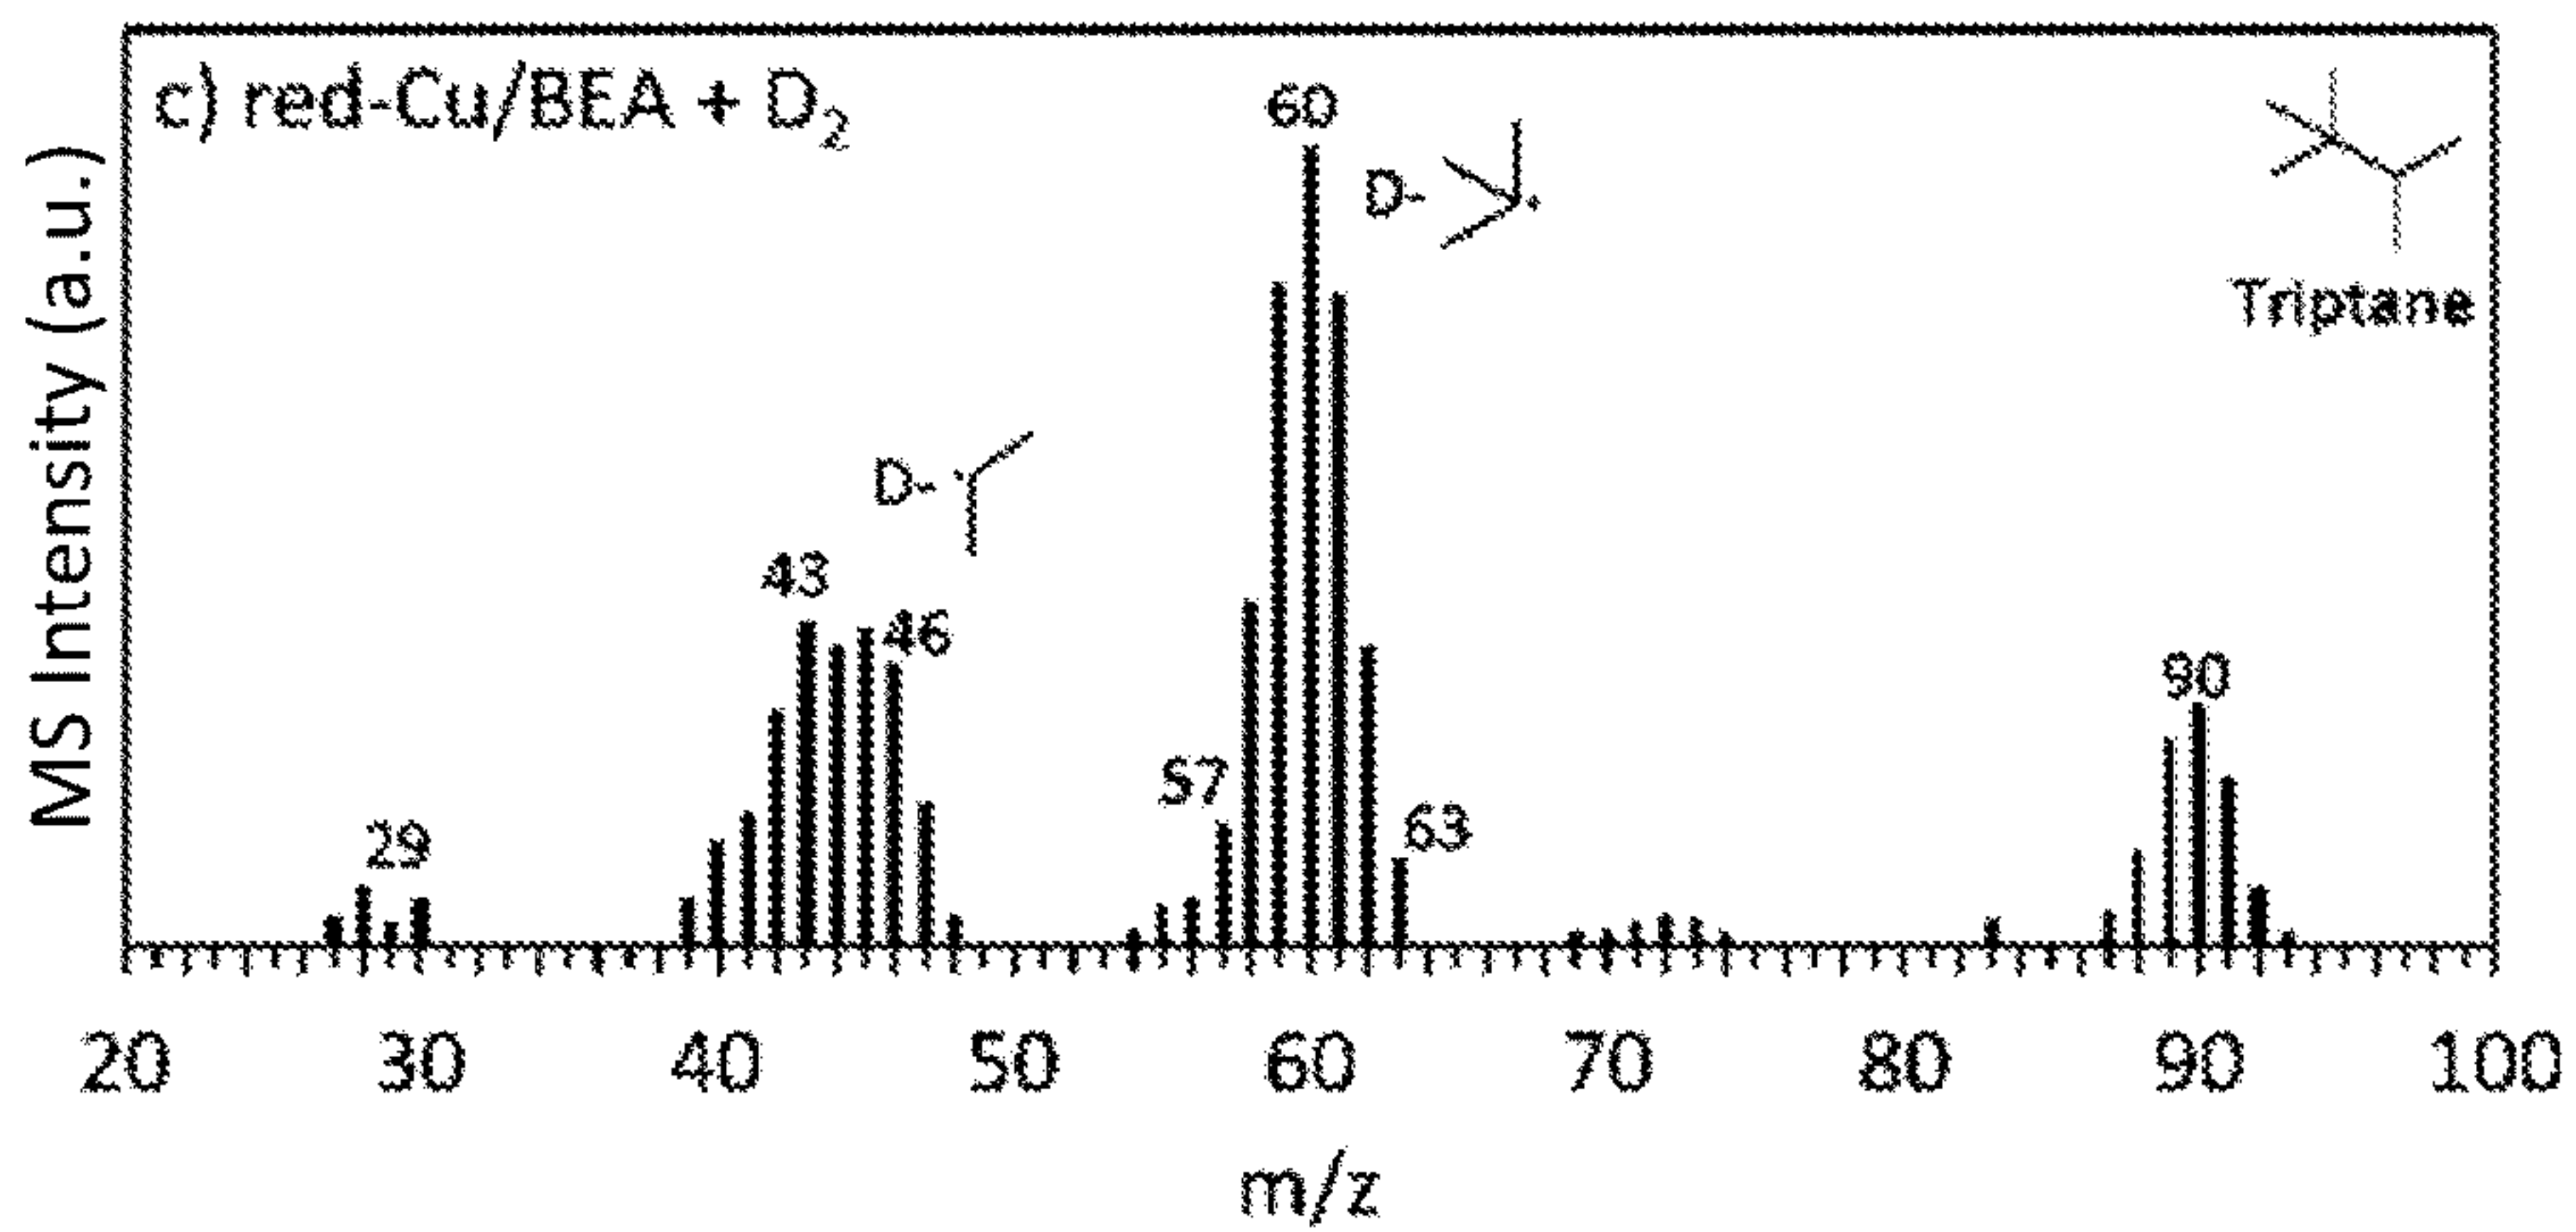 c) red-Cu/BEA + D₂
MS Intensity (a.u.)
60
D-
Triptane
D-
43
46
90
57
63
29
20 30 40 50 60 70 80 90 100
m/z